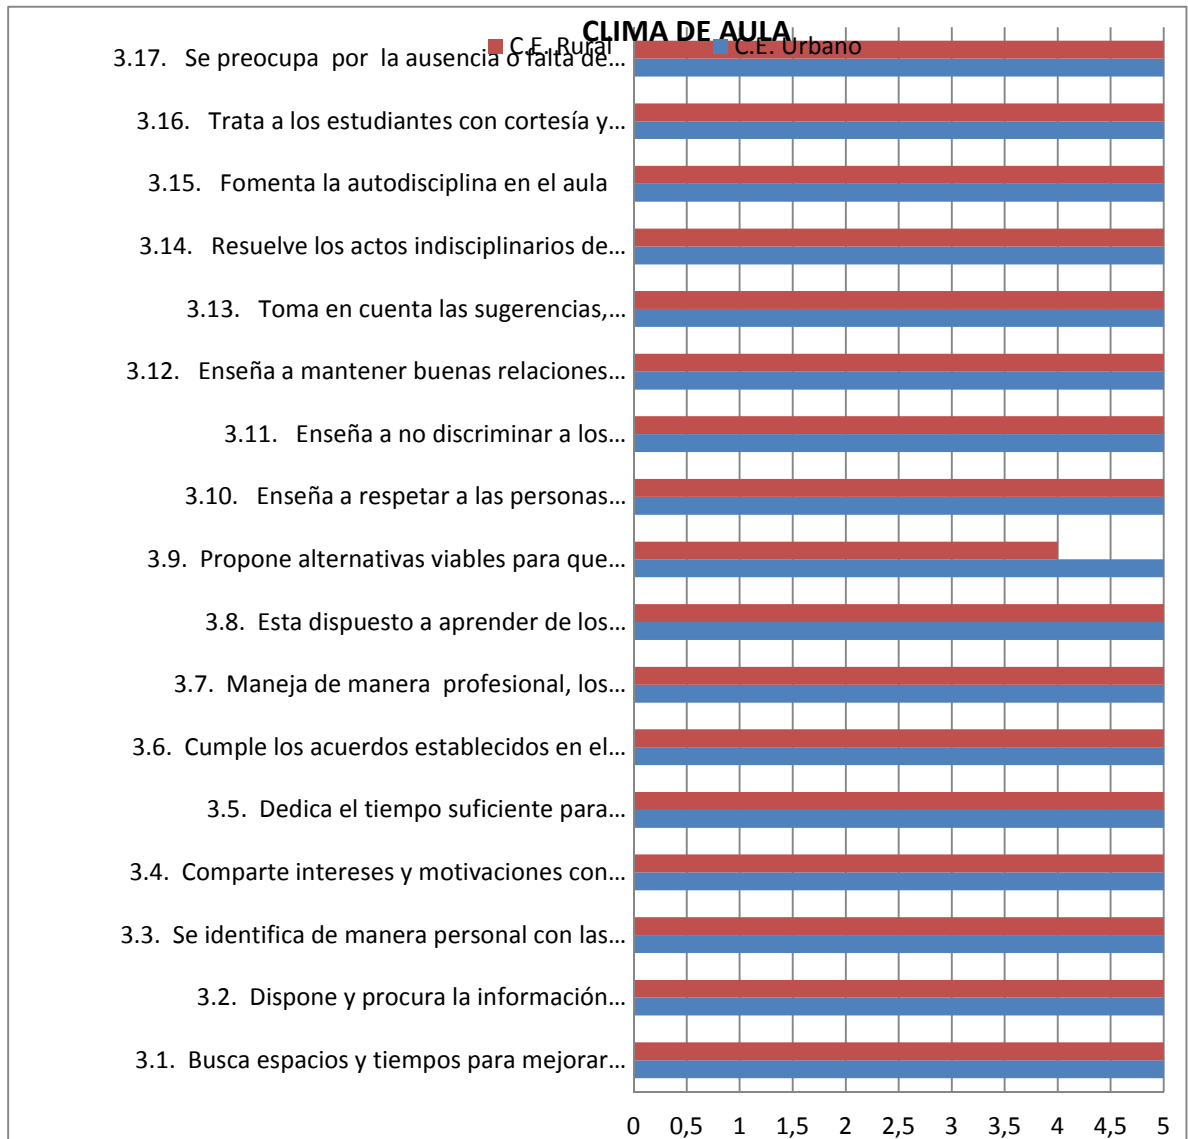 CLIMA DE AULA
C.E. Rural C.E. Urbano
3.17. Se preocupa por la ausencia o falta de...
3.16. Trata a los estudiantes con cortesía y...
3.15. Fomenta la autodisciplina en el aula
3.14. Resuelve los actos indisciplinarios de...
3.13. Toma en cuenta las sugerencias,...
3.12. Enseña a mantener buenas relaciones...
3.11. Enseña a no discriminar a los...
3.10. Enseña a respetar a las personas...
3.9. Propone alternativas viables para que...
3.8. Esta dispuesto a aprender de los...
3.7. Maneja de manera profesional, los...
3.6. Cumple los acuerdos establecidos en el...
3.5. Dedica el tiempo suficiente para...
3.4. Comparte intereses y motivaciones con...
3.3. Se identifica de manera personal con las...
3.2. Dispone y procura la información...
3.1. Busca espacios y tiempos para mejorar...
0 0,5 1 1,5 2 2,5 3 3,5 4 4,5 5